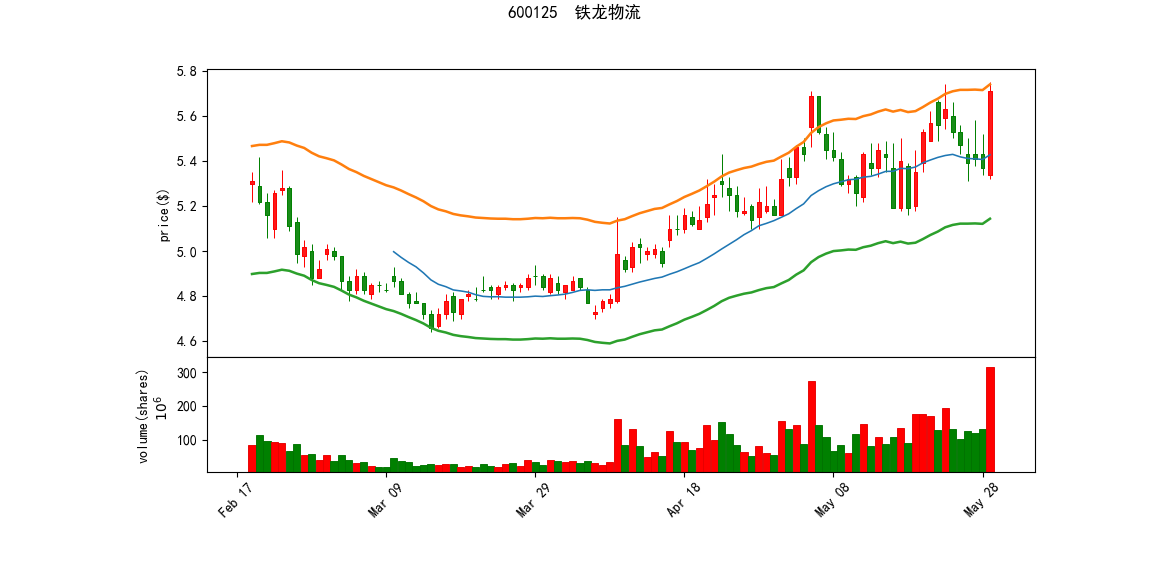 600125 铁龙物流
price($)
5.8
5.6
5.4
5.2
5.0
4.8
4.6
volume(shares)
10^6
300
200
100
Feb 17
Mar 09
Mar 29
Apr 18
May 08
May 28